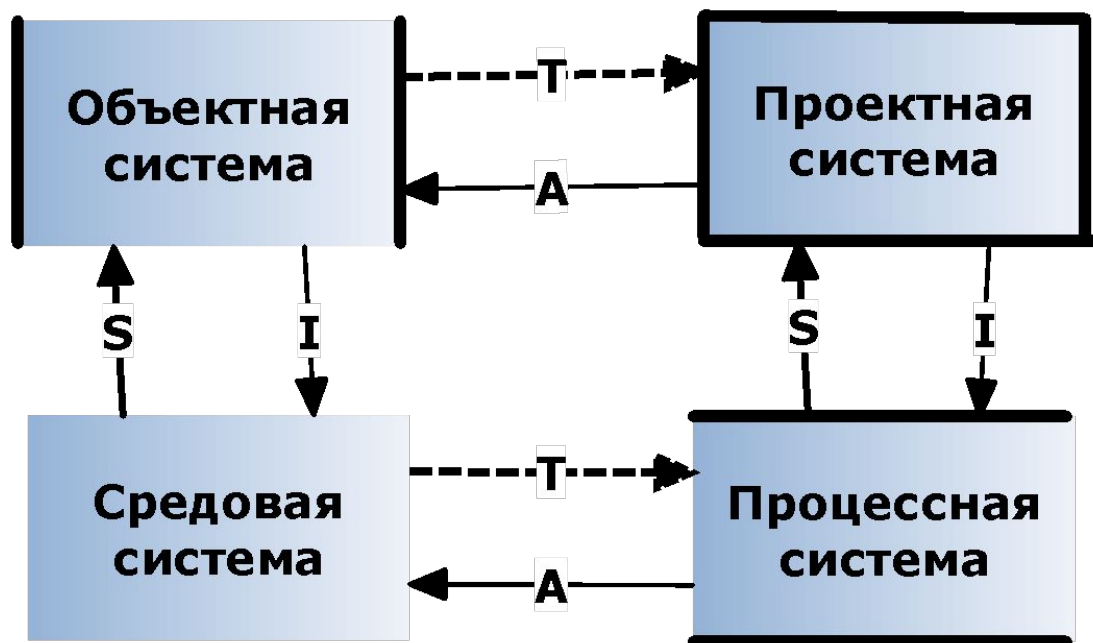 Объектная
система
T
A
Проектная
система
S
I
S
I
Средовая
система
T
A
Процессная
система